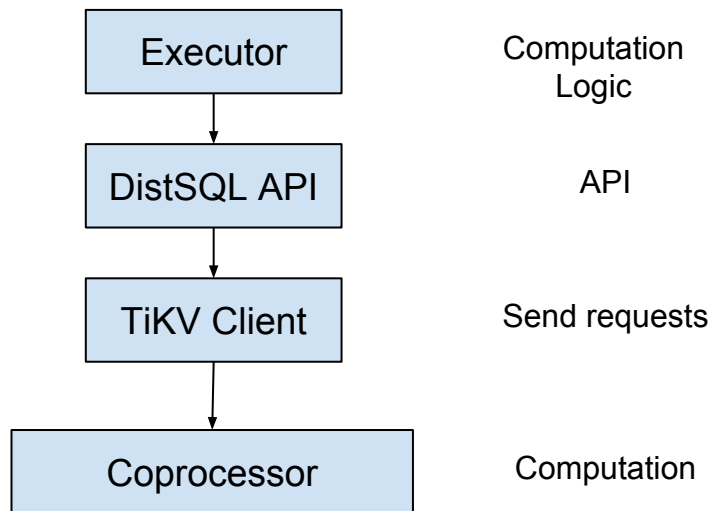 Executor
Computation
Logic
DistSQL API
API
TiKV Client
Send requests
Coprocessor
Computation